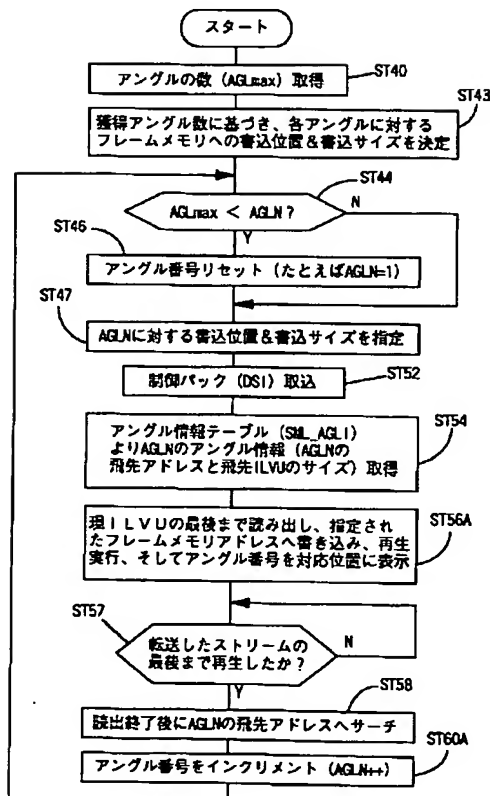 スタート
アングルの数（AGLmax）取得
ST40
獲得アングル数に基づき、各アングルに対する
フレームメモリへの書込位置＆書込サイズを決定
ST43
AGLmax ＜ AGLN？
ST44
N
Y
ST46
アングル番号リセット（たとえばAGLN=1）
ST47
AGLNに対する書込位置＆書込サイズを指定
制御パック（DSI）取込
ST52
アングル情報テーブル（SML_AGLI）
よりAGLNのアングル情報（AGLNの
飛先アドレスと飛先ILVUのサイズ）取得
ST54
現ＩＬＶＵの最後まで読み出し、指定され
たフレームメモリアドレスへ書き込み、再生
実行、そしてアングル番号を対応位置に表示
ST56A
ST57
転送したストリームの
最後まで再生したか？
N
Y
ST58
読出終了後にAGLNの飛先アドレスへサーチ
ST60A
アングル番号をインクリメント（AGLN++）